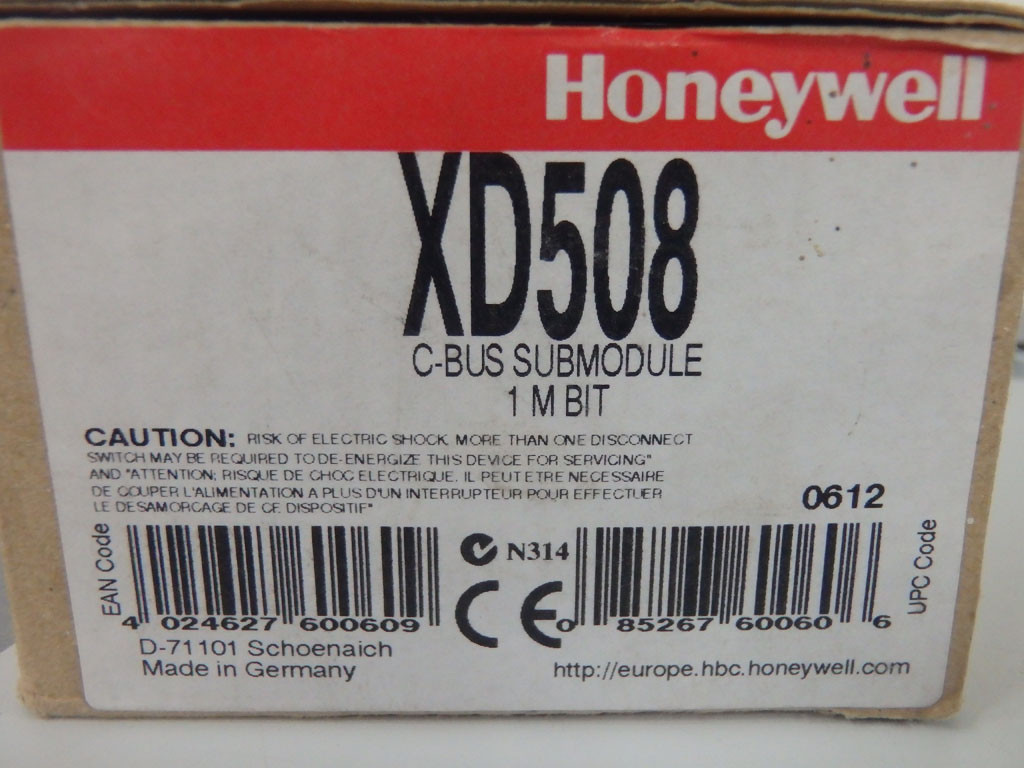 Honeywell
XD508
C-BUS SUBMODULE
1 M BIT
CAUTION: RISK OF ELECTRIC SHOCK, MORE THAN ONE DISCONNECT
SWITCH MAY BE REQUIRED TO DE-ENERGIZE THIS DEVICE FOR SERVICING"
AND "ATTENTION; RISQUE DE CHOC ELECTRIQUE. IL PEUT ETRE NECESSAIRE
DE COUPER L'ALIMENTATION A PLUS D'UN INTERRUPTEUR POUR EFFECTUER
LE DESAMORCAGE DE CE DISPOSITIF"
0612
EAN Code
N314
CE
UPC Code
4 024627 600609
0 85267 60060 6
D-71101 Schoenaich
Made in Germany
http://europe.hbc.honeywell.com